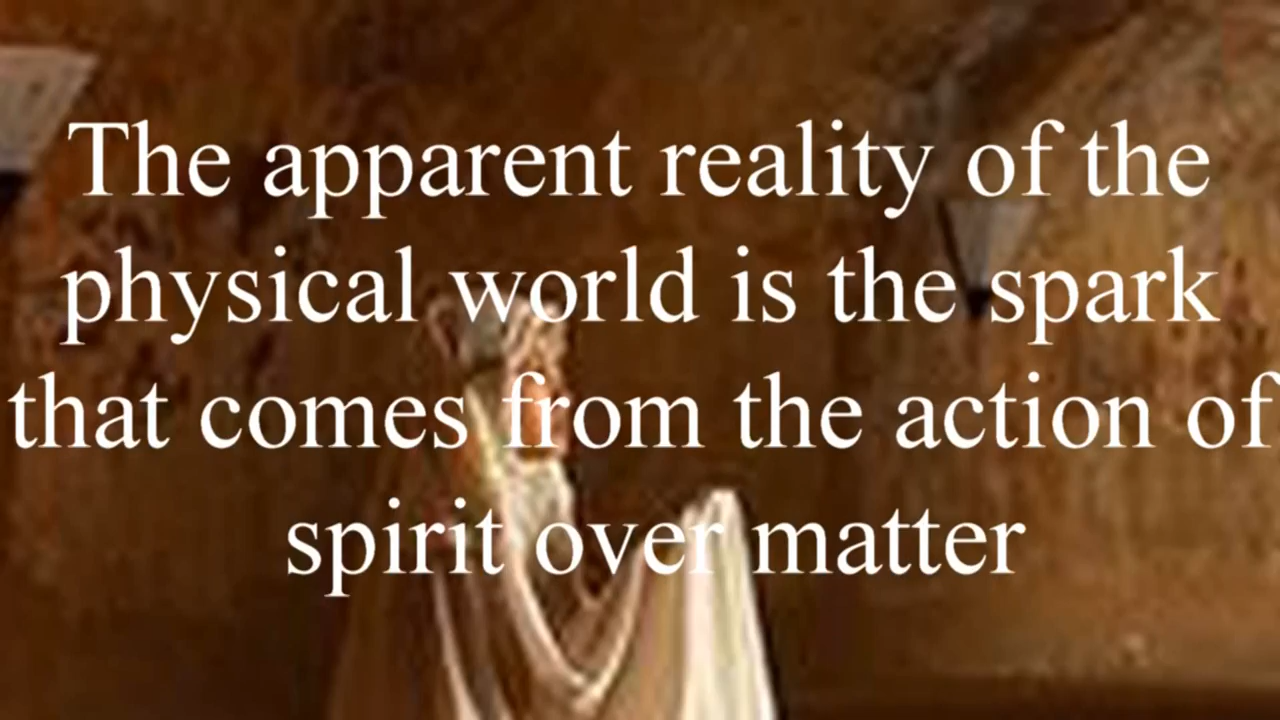 The apparent reality of the
physical world is the spark
that comes from the action of
spirit over matter